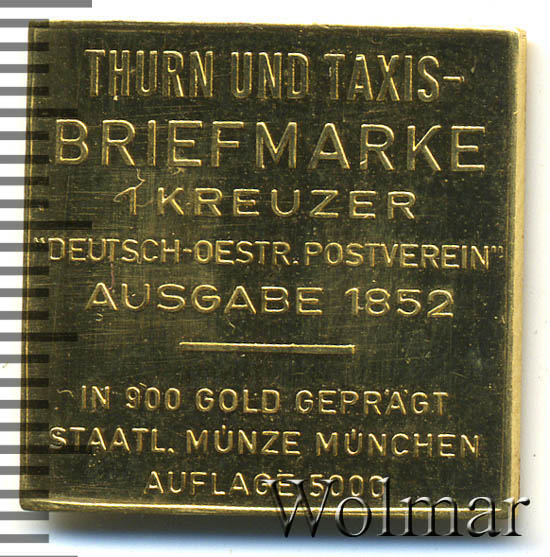 THURN UND TAXIS-
BRIEFMARKE
1 KREUZER
"DEUTSCH-OESTR. POSTVEREIN"
AUSGABE 1852
IN 900 GOLD GEPRÄGT
STAATL. MÜNZE MÜNCHEN
AUFLAGE 5000
Wolmar